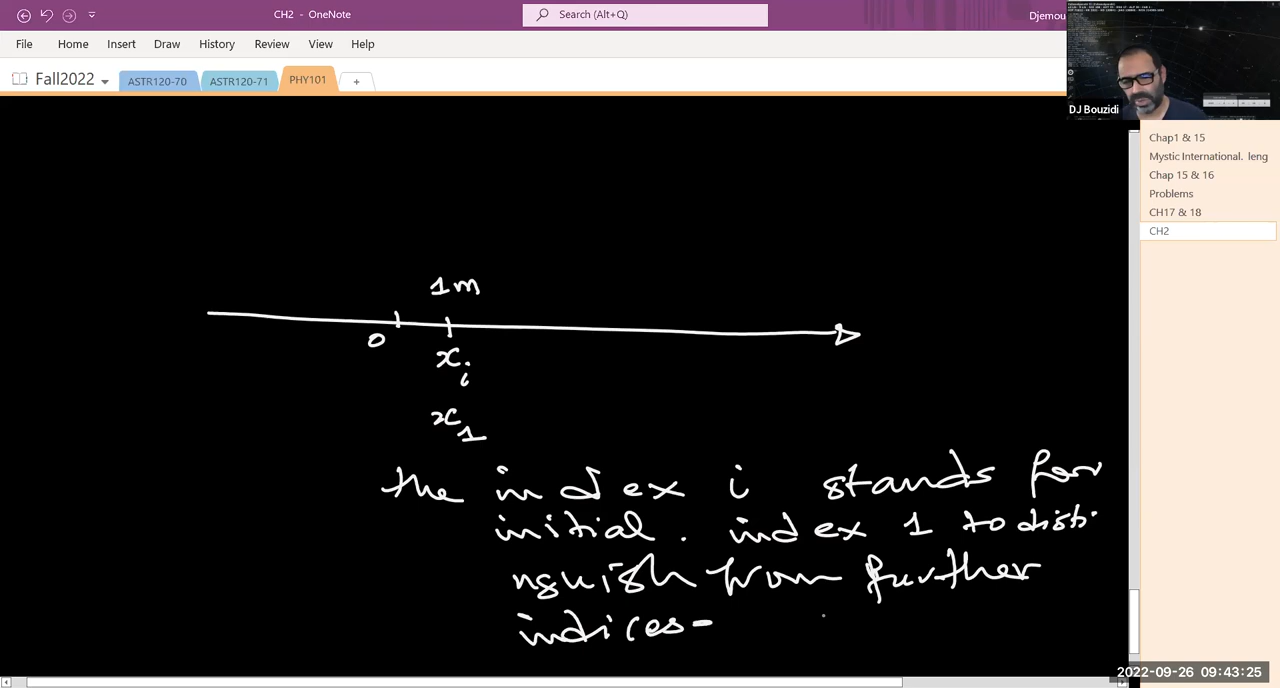 CH2 - OneNote
Search (Alt+Q)
Djemou
File Home Insert Draw History Review View Help
DJ Bouzidi
Fall2022 ASTR120-70 ASTR120-71 PHY101 +
Chap1 & 15
Mystic International. leng
Chap 15 & 16
Problems
CH17 & 18
CH2
1m
0
xi
x1
the index i stands for
initial. index 1 to disti
nguish from further
indices-
2022-09-26 09:43:25